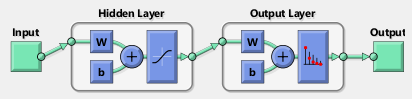 Hidden Layer
Output Layer
Input
Output
W
W
+
+
b
b